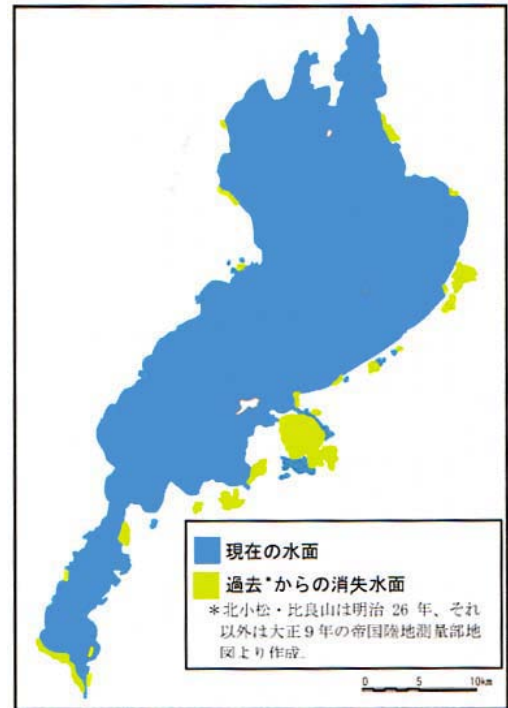 現在の水面
過去*からの消失水面
*北小松・比良山は明治 26 年、それ
以外は大正9年の帝国陸地測量部地
図より作成.
0 5 10km